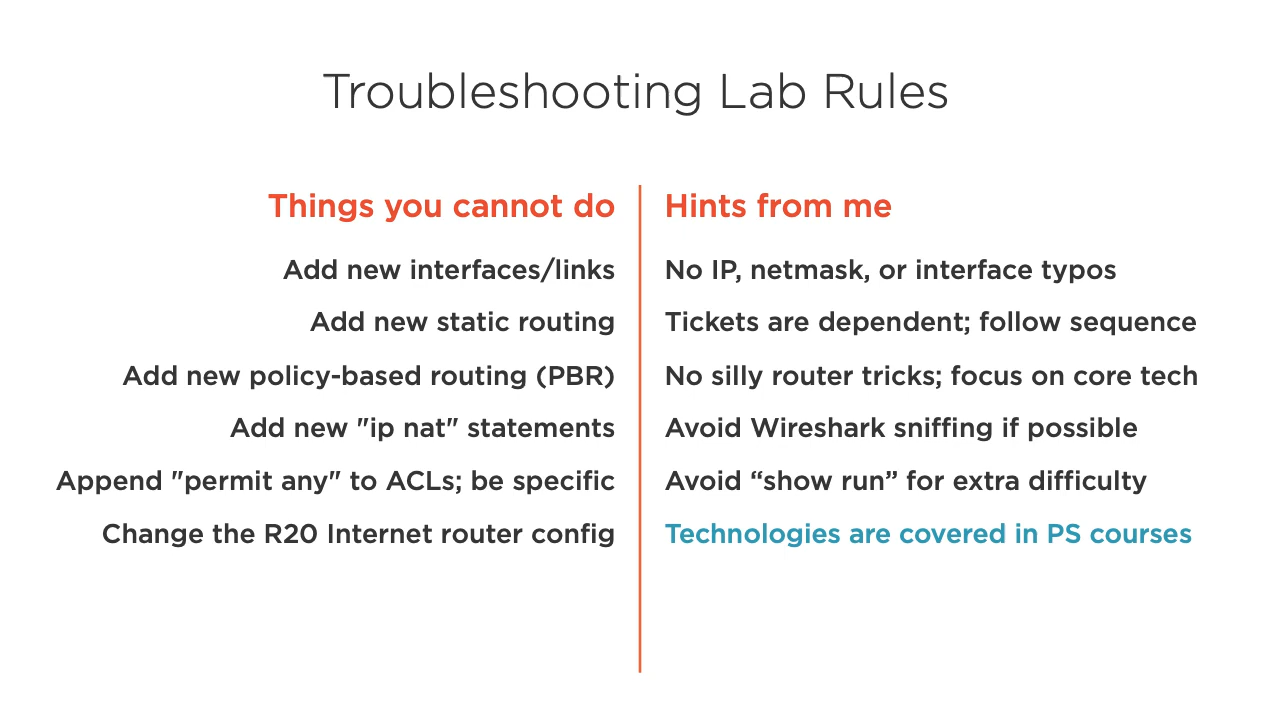 Troubleshooting Lab Rules
Things you cannot do
Add new interfaces/links
Add new static routing
Add new policy-based routing (PBR)
Add new "ip nat" statements
Append "permit any" to ACLs; be specific
Change the R20 Internet router config
Hints from me
No IP, netmask, or interface typos
Tickets are dependent; follow sequence
No silly router tricks; focus on core tech
Avoid Wireshark sniffing if possible
Avoid “show run” for extra difficulty
Technologies are covered in PS courses